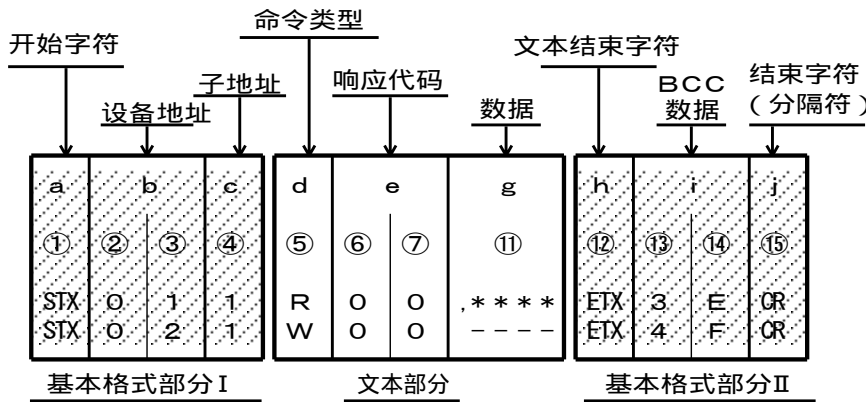 命令类型
开始字符
文本结束字符
子地址
响应代码
BCC
数据
结束字符
(分隔符)
设备地址
数据
a b c d e g h i j
① ② ③ ④ ⑤ ⑥ ⑦ ⑪ ⑫ ⑬ ⑭ ⑮
STX 0 1 1 R 0 0 ,**** ETX 3 E CR
STX 0 2 1 W 0 0 ---- ETX 4 F CR
基本格式部分Ⅰ 文本部分 基本格式部分Ⅱ